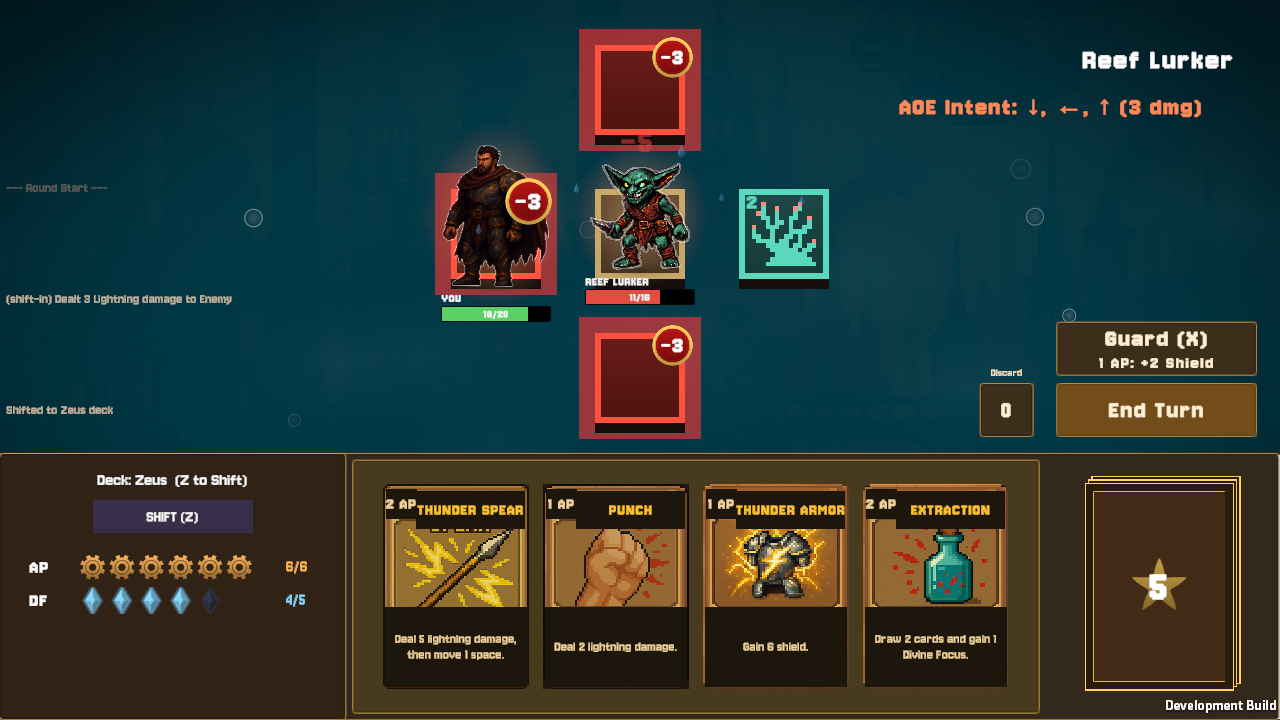 -3
Reef Lurker
AOE Intent: ↓, ←, ↑ (3 dmg)
-5
--- Round Start ---
-3
2
(shift-in) Dealt 3 Lightning damage to Enemy
REEF LURKER
11/16
YOU
16/20
-3
Guard (X)
1 AP: +2 Shield
Discard
0
End Turn
Shifted to Zeus deck
Deck: Zeus (Z to Shift)
SHIFT (Z)
AP
6/6
DF
4/5
2 AP
THUNDER SPEAR
Deal 5 lightning damage,
then move 1 space.
1 AP
PUNCH
Deal 2 lightning damage.
1 AP
THUNDER ARMOR
Gain 6 shield.
2 AP
EXTRACTION
Draw 2 cards and gain 1
Divine Focus.
5
Development Build